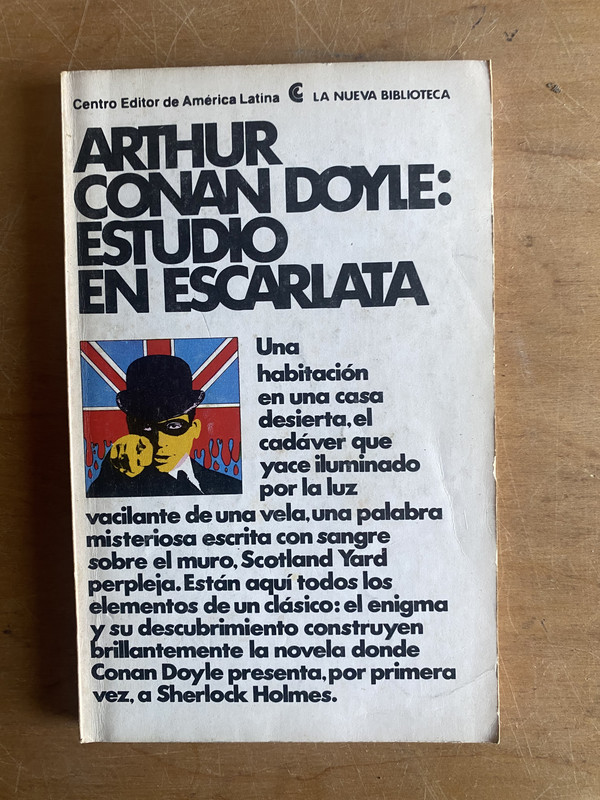 Centro Editor de América Latina LA NUEVA BIBLIOTECA
ARTHUR
CONAN DOYLE:
ESTUDIO
EN ESCARLATA
Una
habitación
en una casa
desierta, el
cadáver que
yace iluminado
por la luz
vacilante de una vela, una palabra
misteriosa escrita con sangre
sobre el muro, Scotland Yard
perpleja. Están aquí todos los
elementos de un clásico: el enigma
y su descubrimiento construyen
brillantemente la novela donde
Conan Doyle presenta, por primera
vez, a Sherlock Holmes.